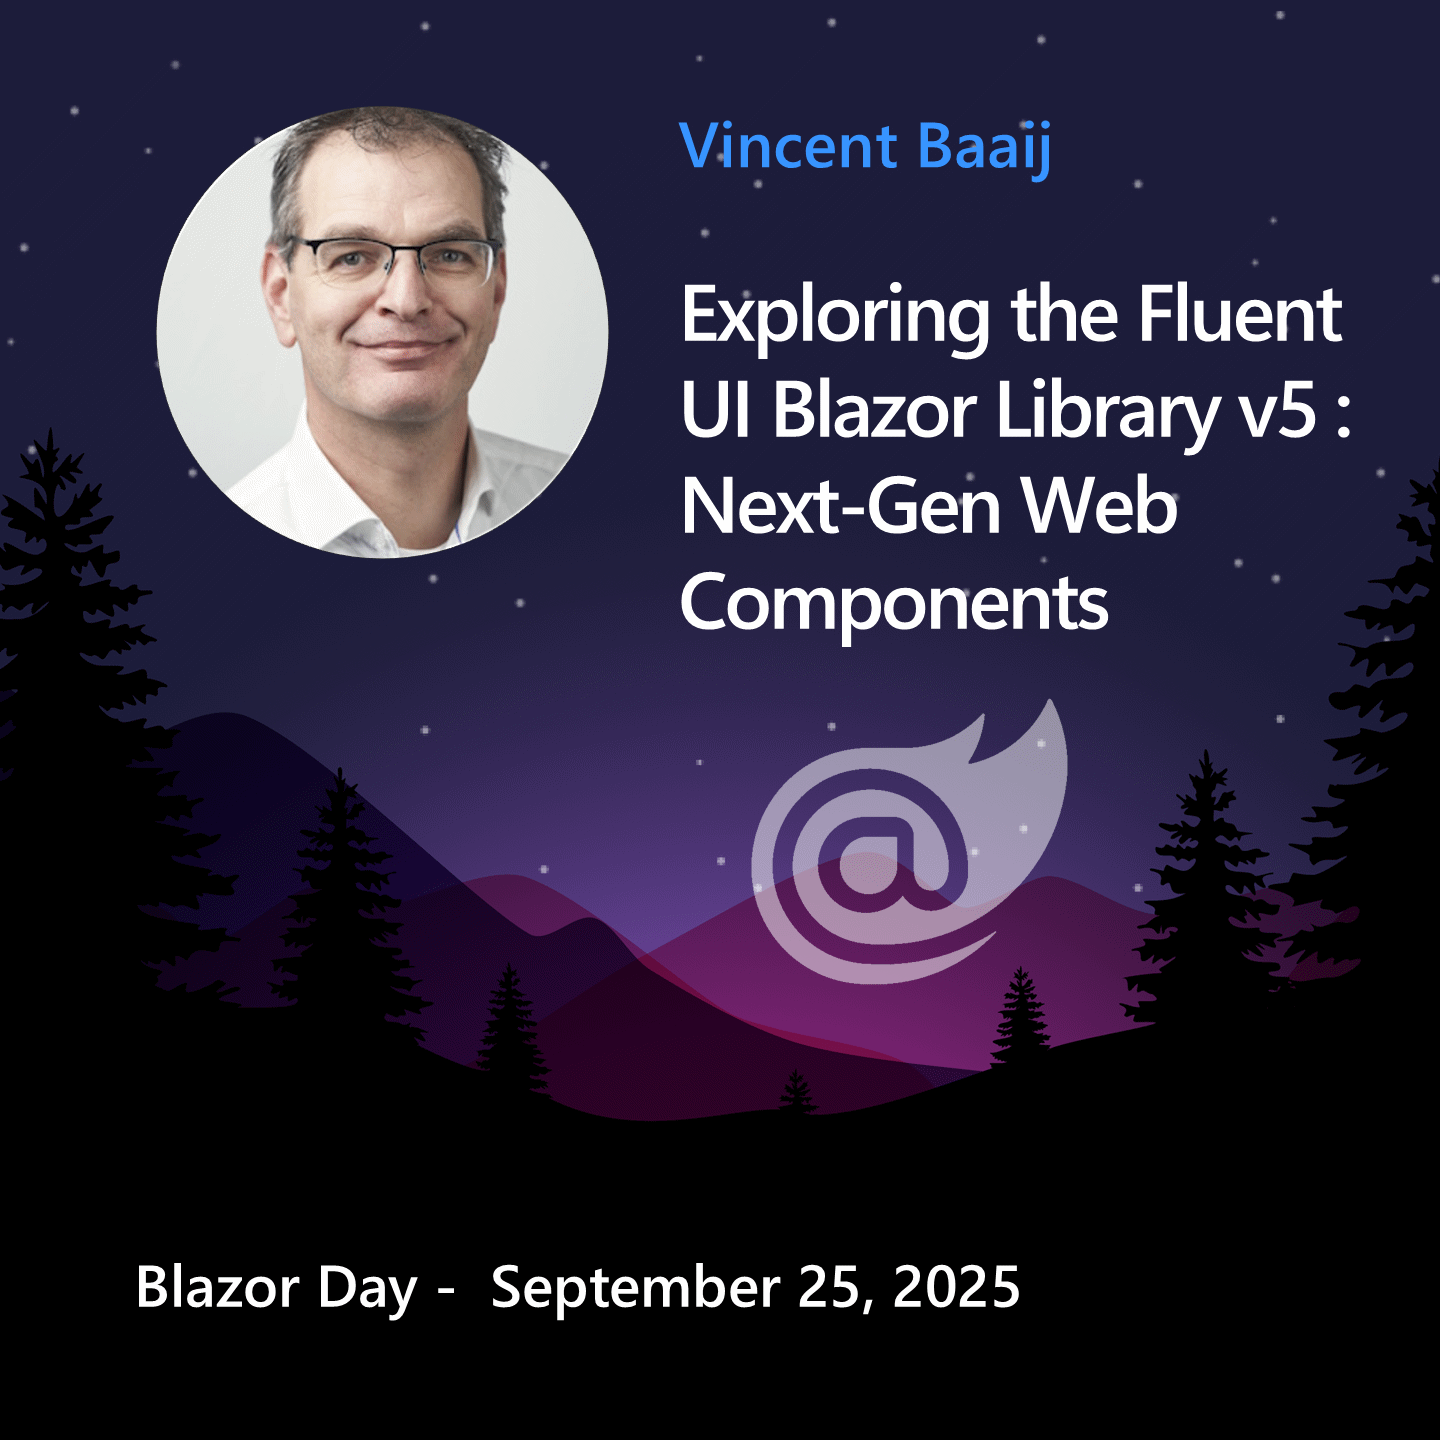 Vincent Baaij
Exploring the Fluent
UI Blazor Library v5 :
Next-Gen Web
Components
@
Blazor Day - September 25, 2025